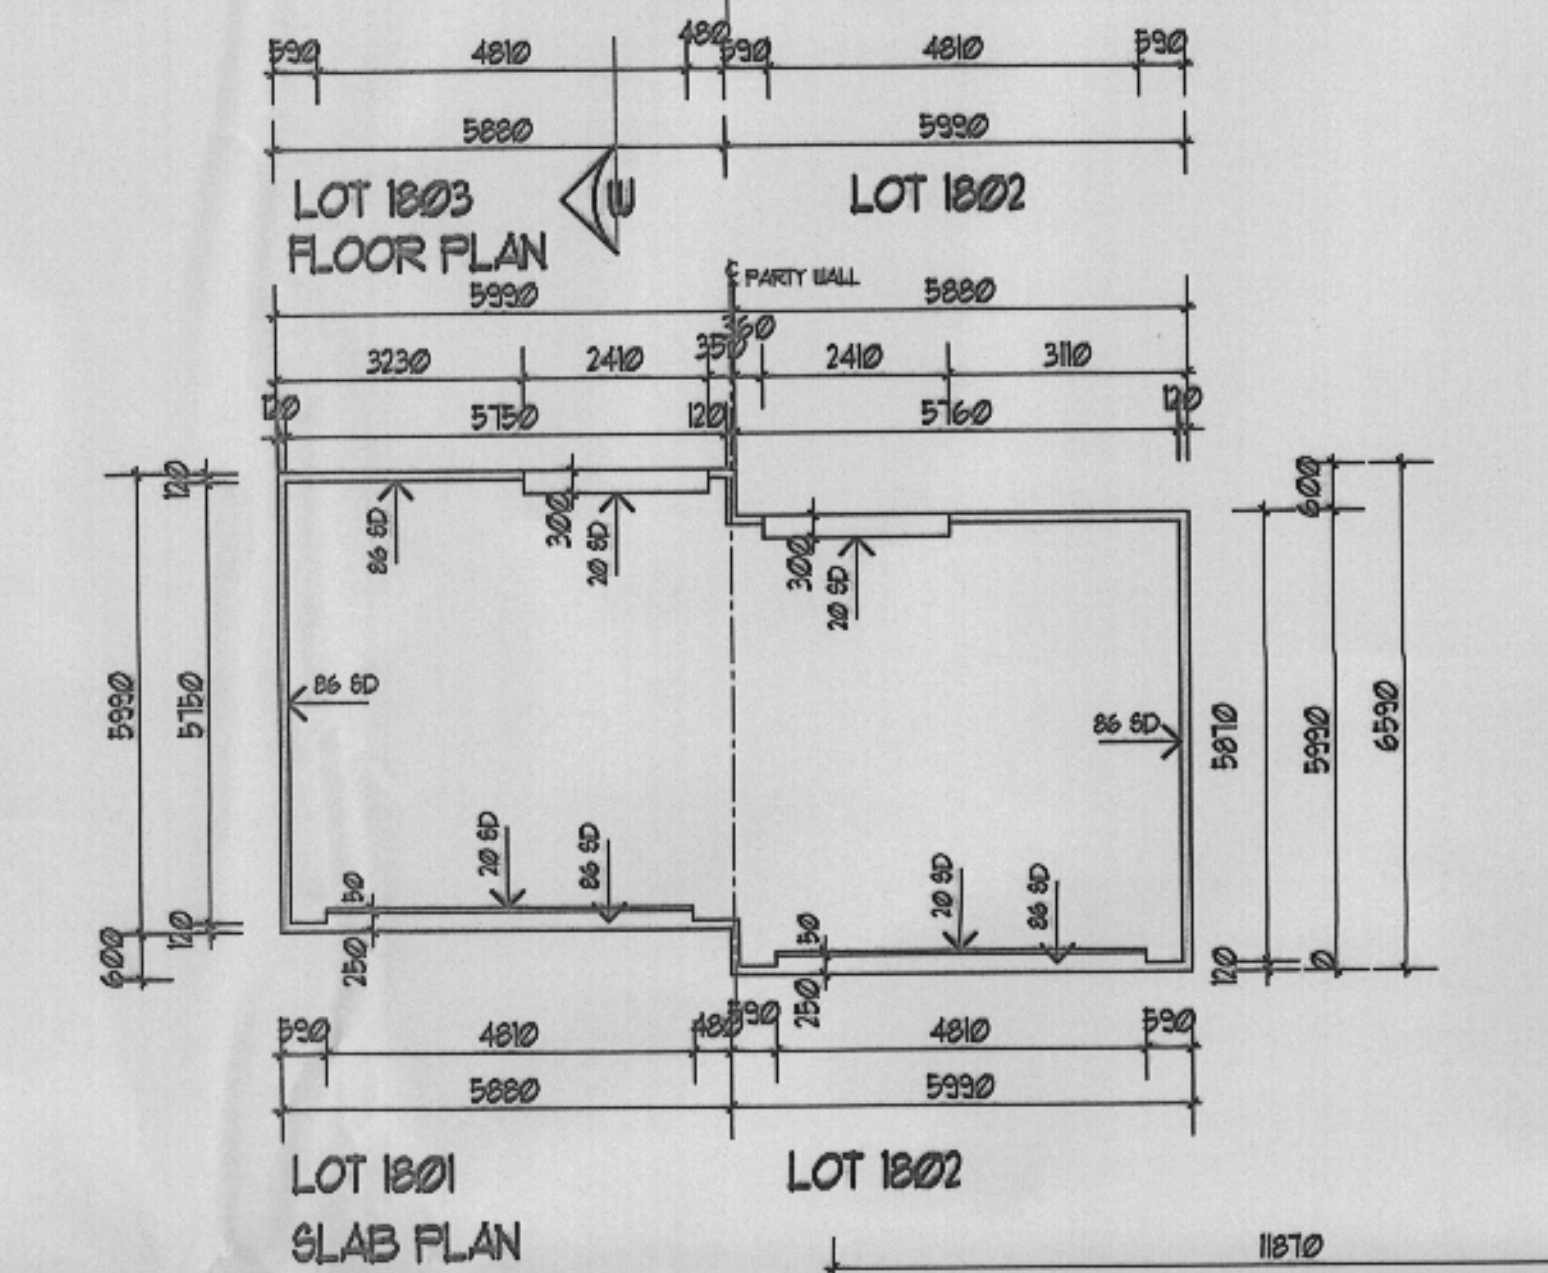 590 4810 480 590 4810 590
5880 5990
LOT 1803 W LOT 1802
FLOOR PLAN
℄ PARTY WALL
5990 5880
360
3230 2410 350 2410 3110
120 5750 120 5760 120
120 600
86 SD 300 20 SD 300 20 SD
5990 5750 86 SD 86 SD 5870 5990 6590
50 20 SD 86 SD 50 20 SD 86 SD
600 120 250 250 120 0
590 4810 480 590 4810 590
5880 5990
LOT 1801 LOT 1802
SLAB PLAN
11870